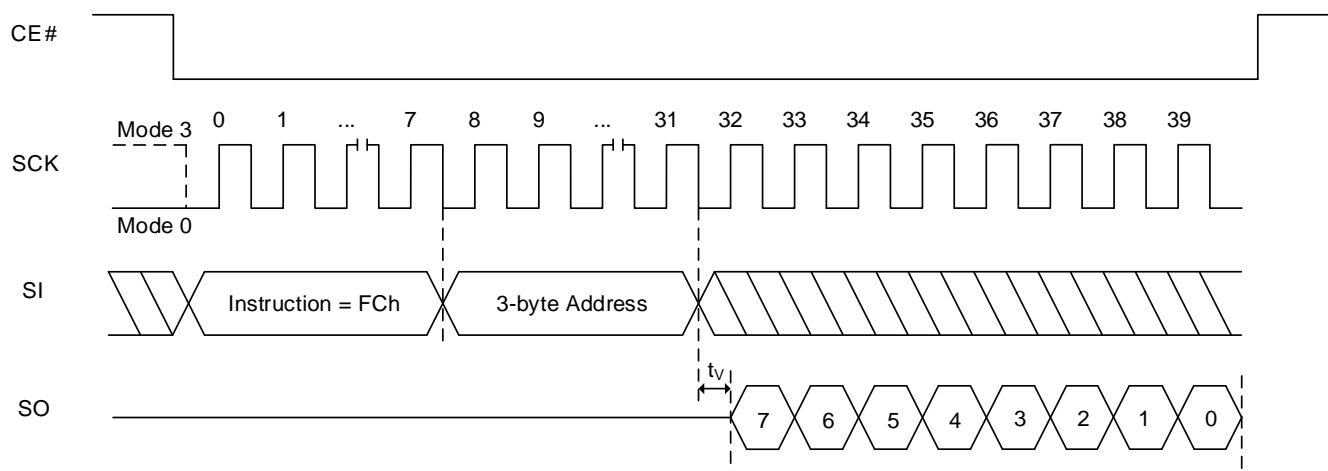 CE#
0 1 ... 7 8 9 ... 31 32 33 34 35 36 37 38 39
Mode 3
SCK
Mode 0
SI
Instruction = FCh
3-byte Address
tV
SO
7 6 5 4 3 2 1 0